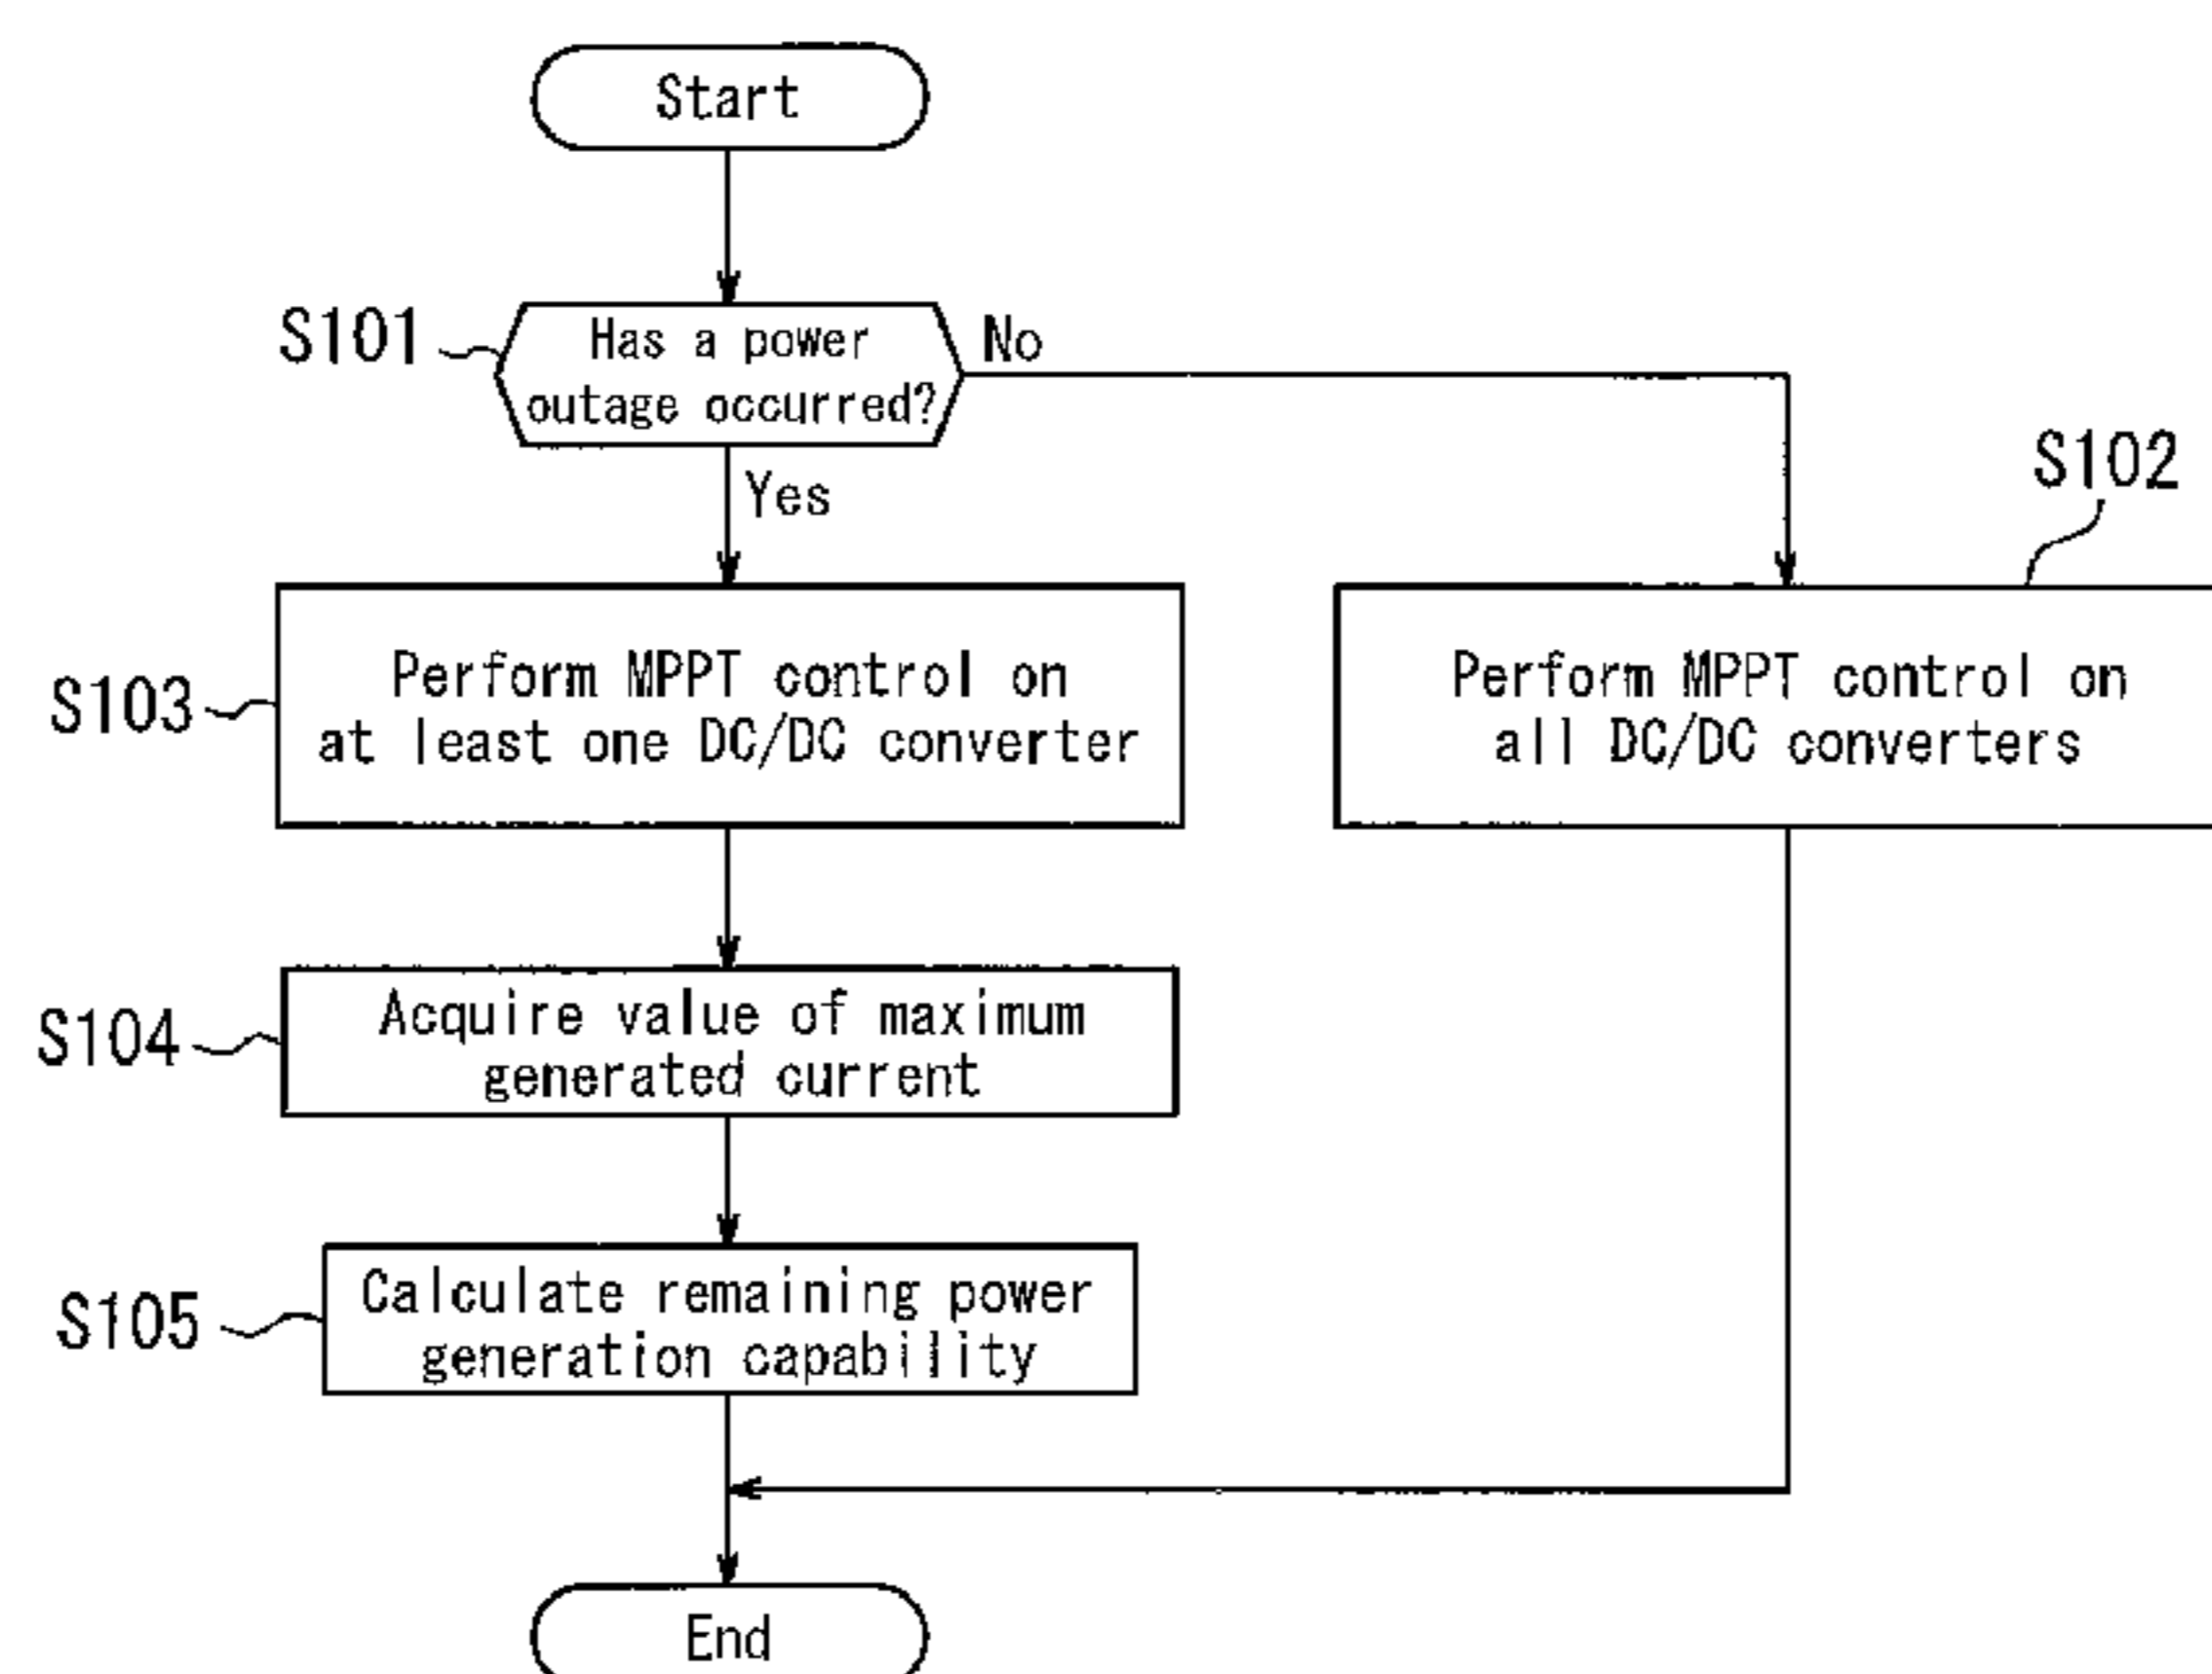 Start
S101
Has a power
outage occurred?
No
Yes
S102
S103
Perform MPPT control on
at least one DC/DC converter
Perform MPPT control on
all DC/DC converters
S104
Acquire value of maximum
generated current
S105
Calculate remaining power
generation capability
End